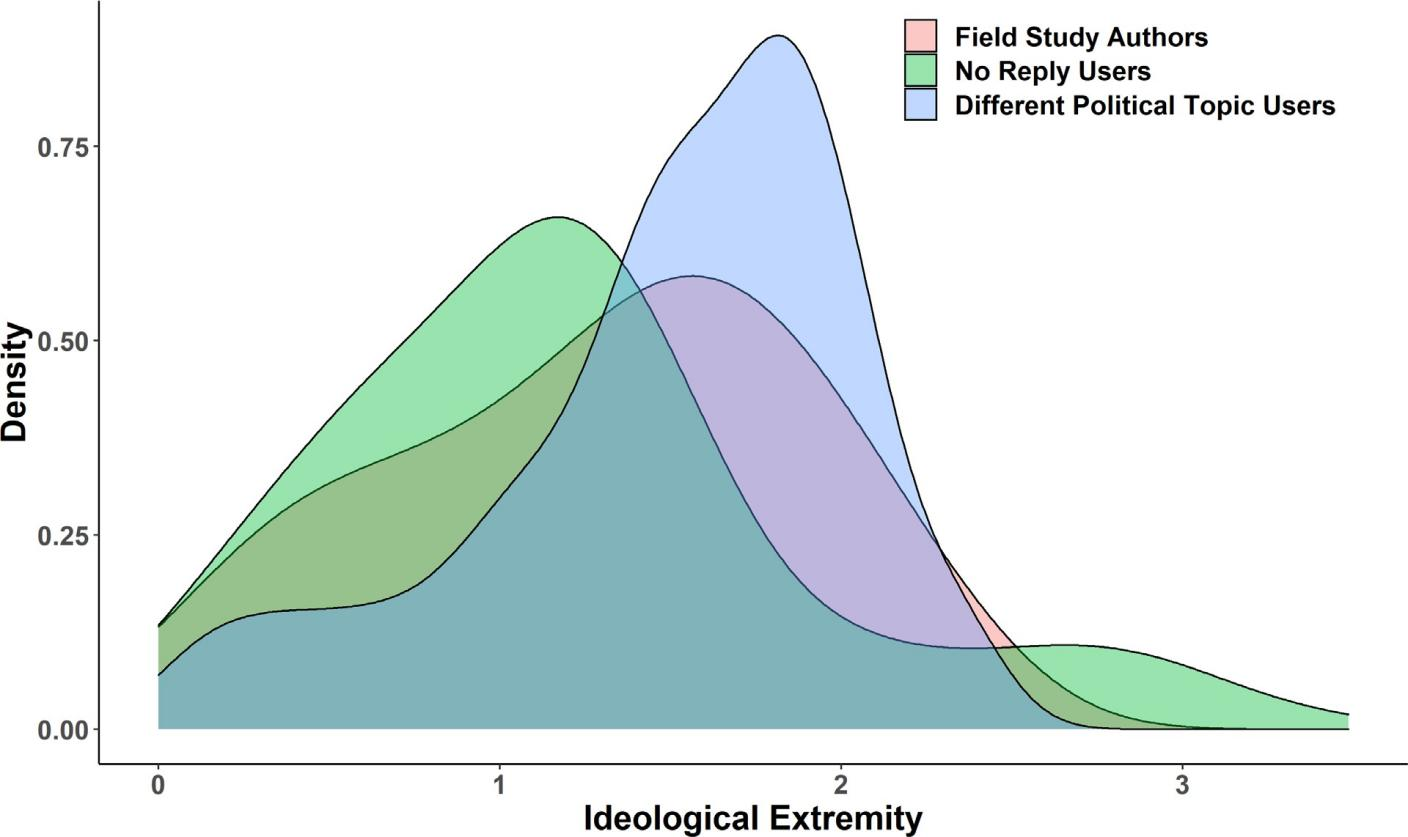 Field Study Authors
No Reply Users
Different Political Topic Users
Density
0.75
0.50
0.25
0.00
0 1 2 3
Ideological Extremity